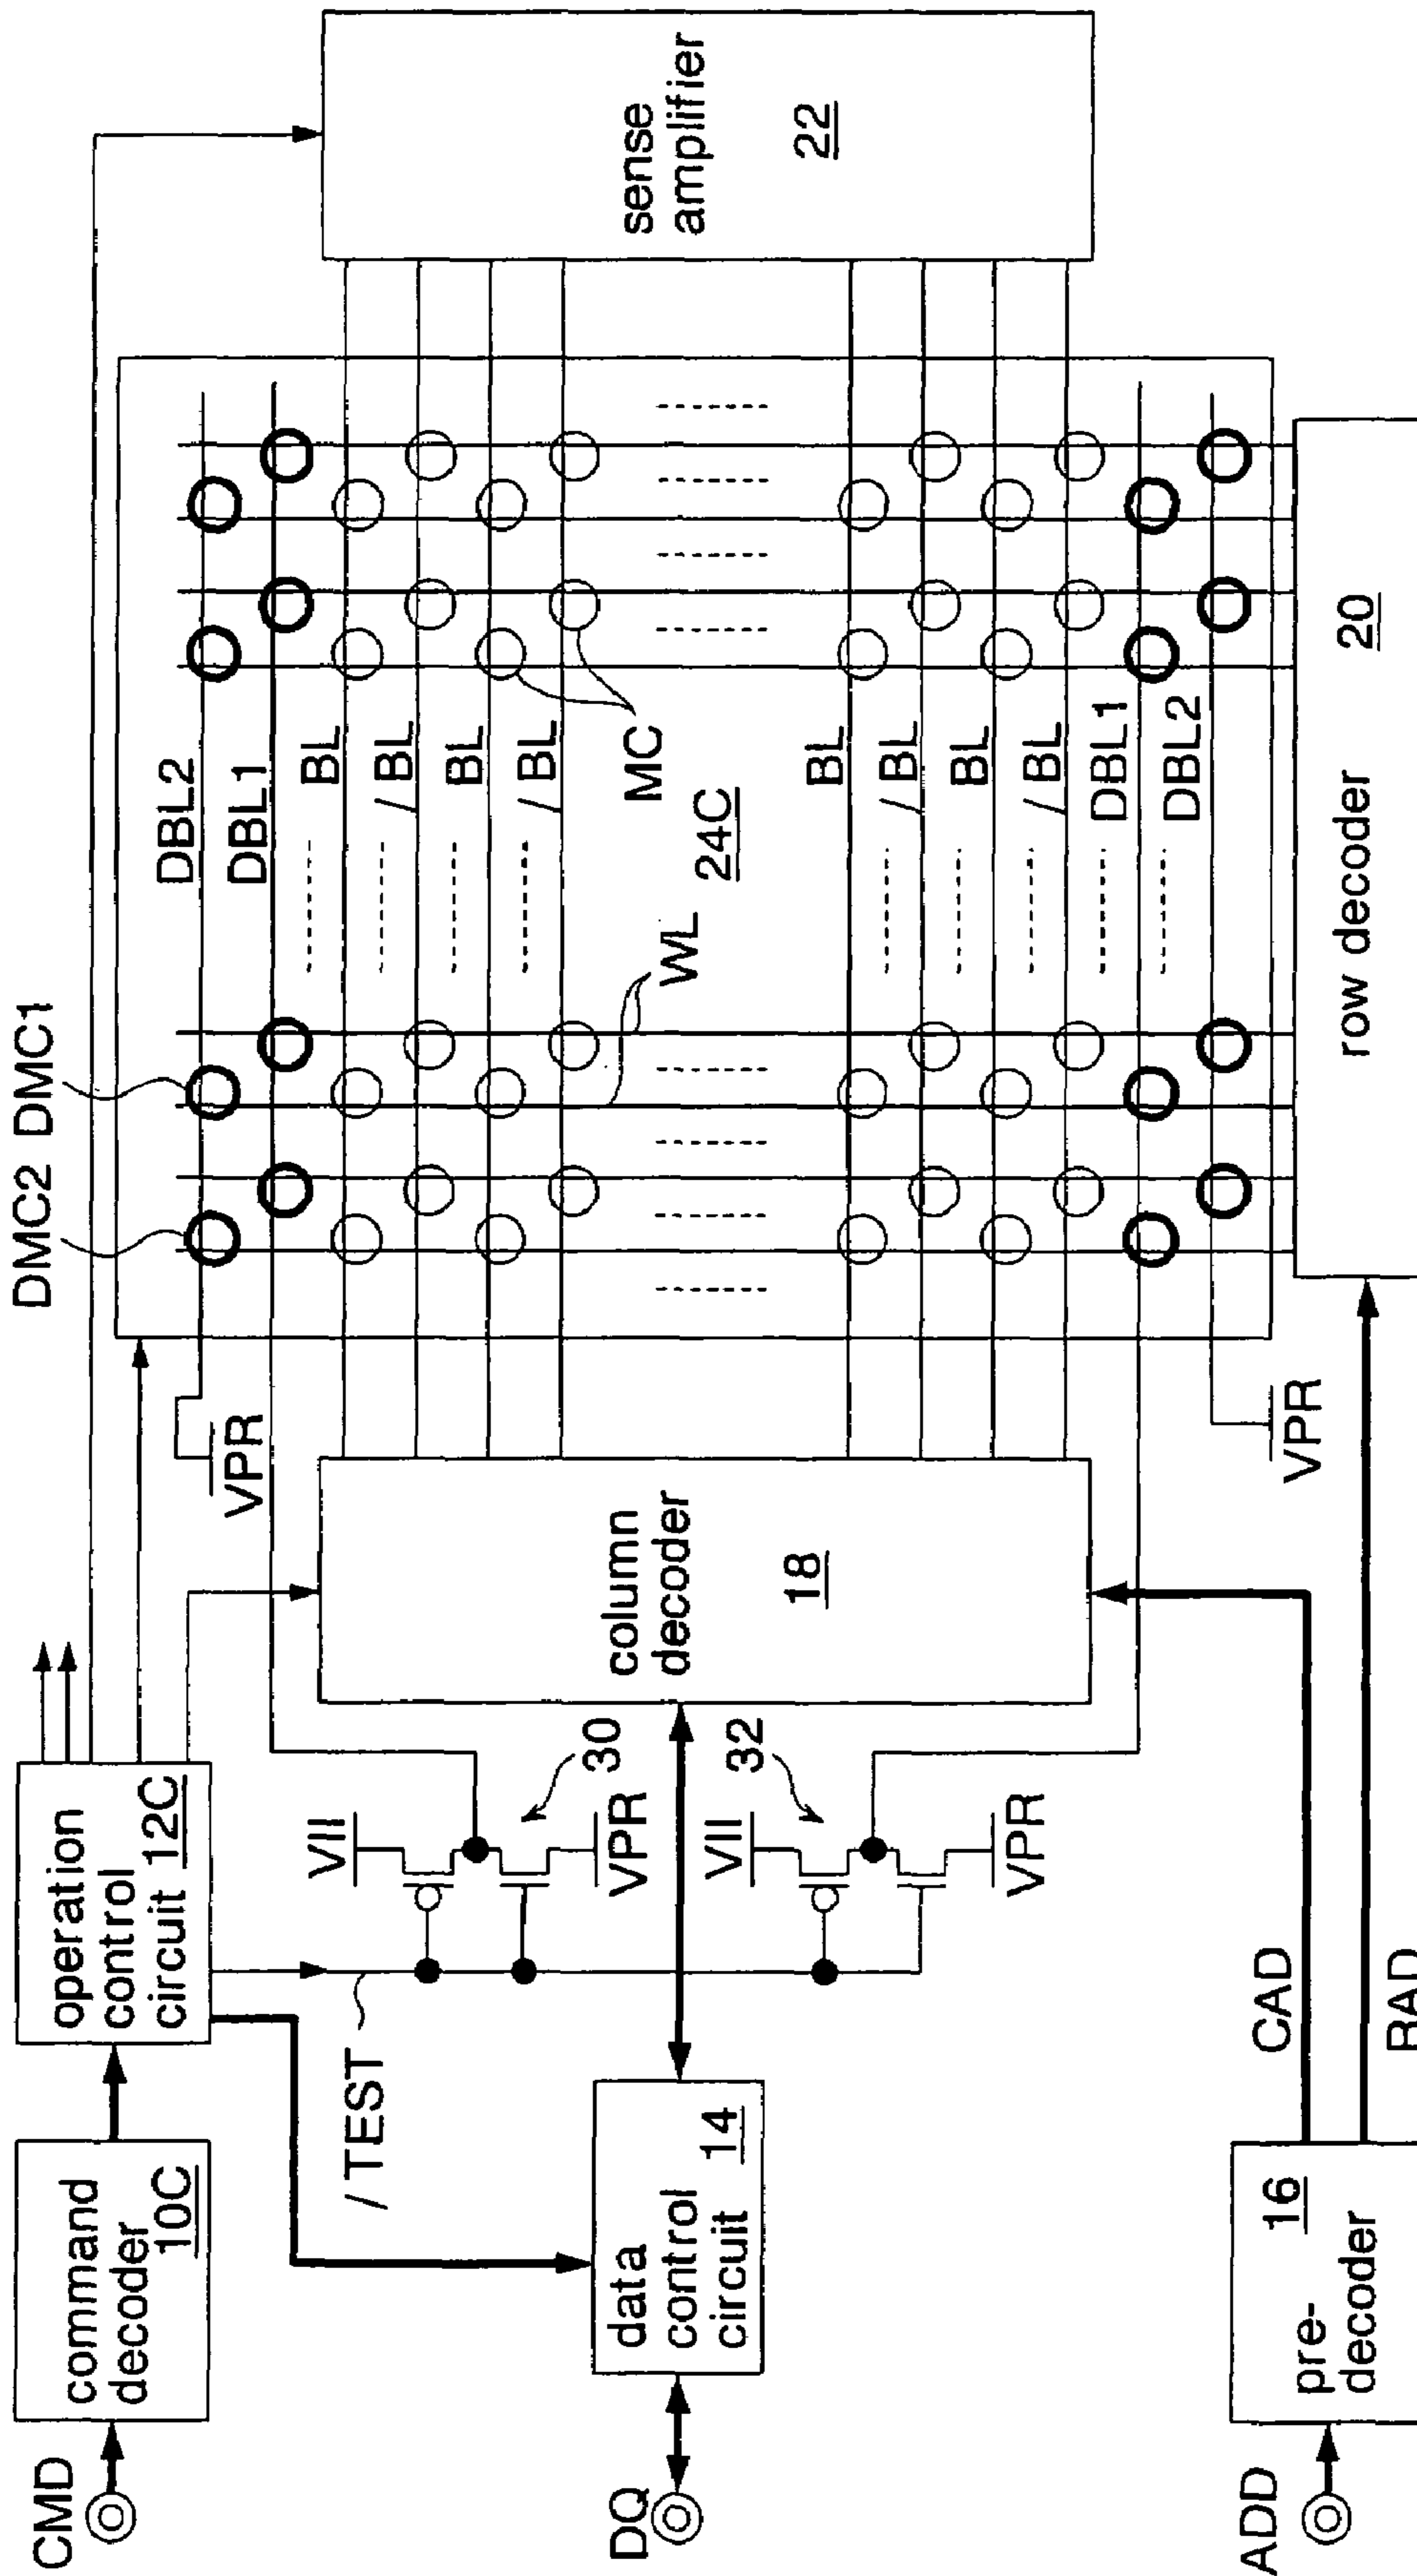 CMD
command
decoder
10C
operation
control
circuit 12C
/ TEST
DQ
data
control
circuit
14
VII
30
VPR
VII
32
VPR
column
decoder
18
VPR
VPR
DMC2 DMC1
DBL2
DBL1
BL
/ BL
BL
/ BL
WL
MC
24C
BL
/ BL
BL
/ BL
DBL1
DBL2
sense
amplifier
22
ADD
pre-
decoder
16
CAD
RAD
row decoder
20